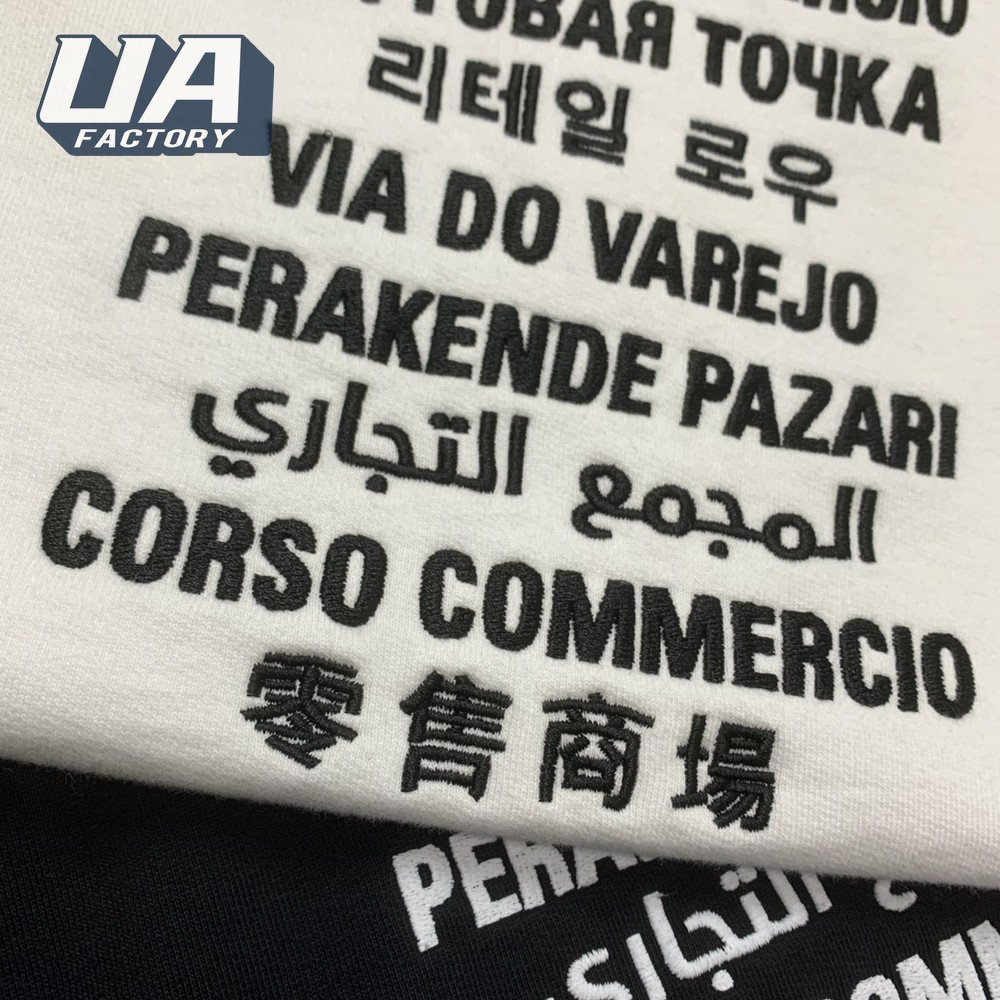 UA
FACTORY
ТОЧКА
리테일 로우
VIA DO VAREJO
PERAKENDE PAZARI
المجمع التجاري
CORSO COMMERCIO
零售商場
التجاري